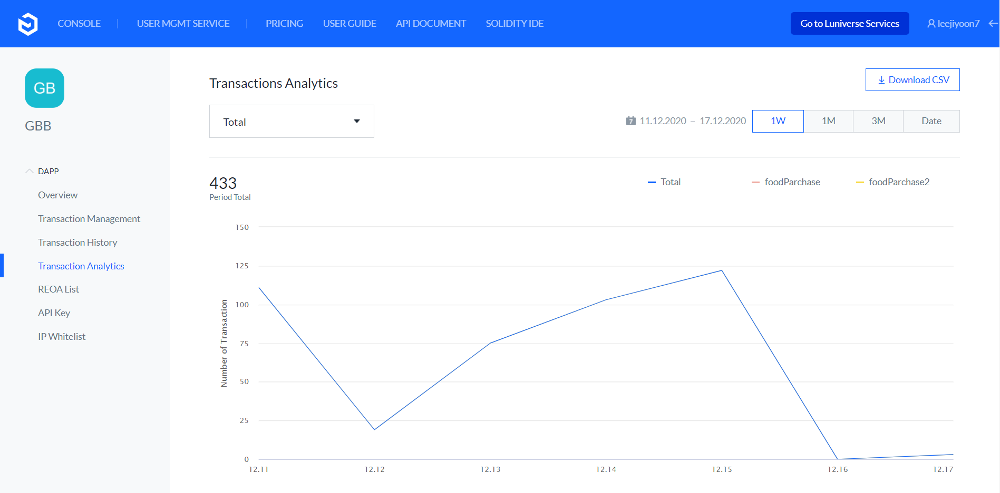 CONSOLE | USER MGMT SERVICE | PRICING USER GUIDE API DOCUMENT SOLIDITY IDE Go to Luniverse Services leejiyoon7
GB
GBB
DAPP
Overview
Transaction Management
Transaction History
Transaction Analytics
REOA List
API Key
IP Whitelist
Transactions Analytics
Download CSV
Total
7 11.12.2020 – 17.12.2020 1W 1M 3M Date
433
Period Total
Total foodParchase foodParchase2
Number of Transaction
150
125
100
75
50
25
0
12.11 12.12 12.13 12.14 12.15 12.16 12.17